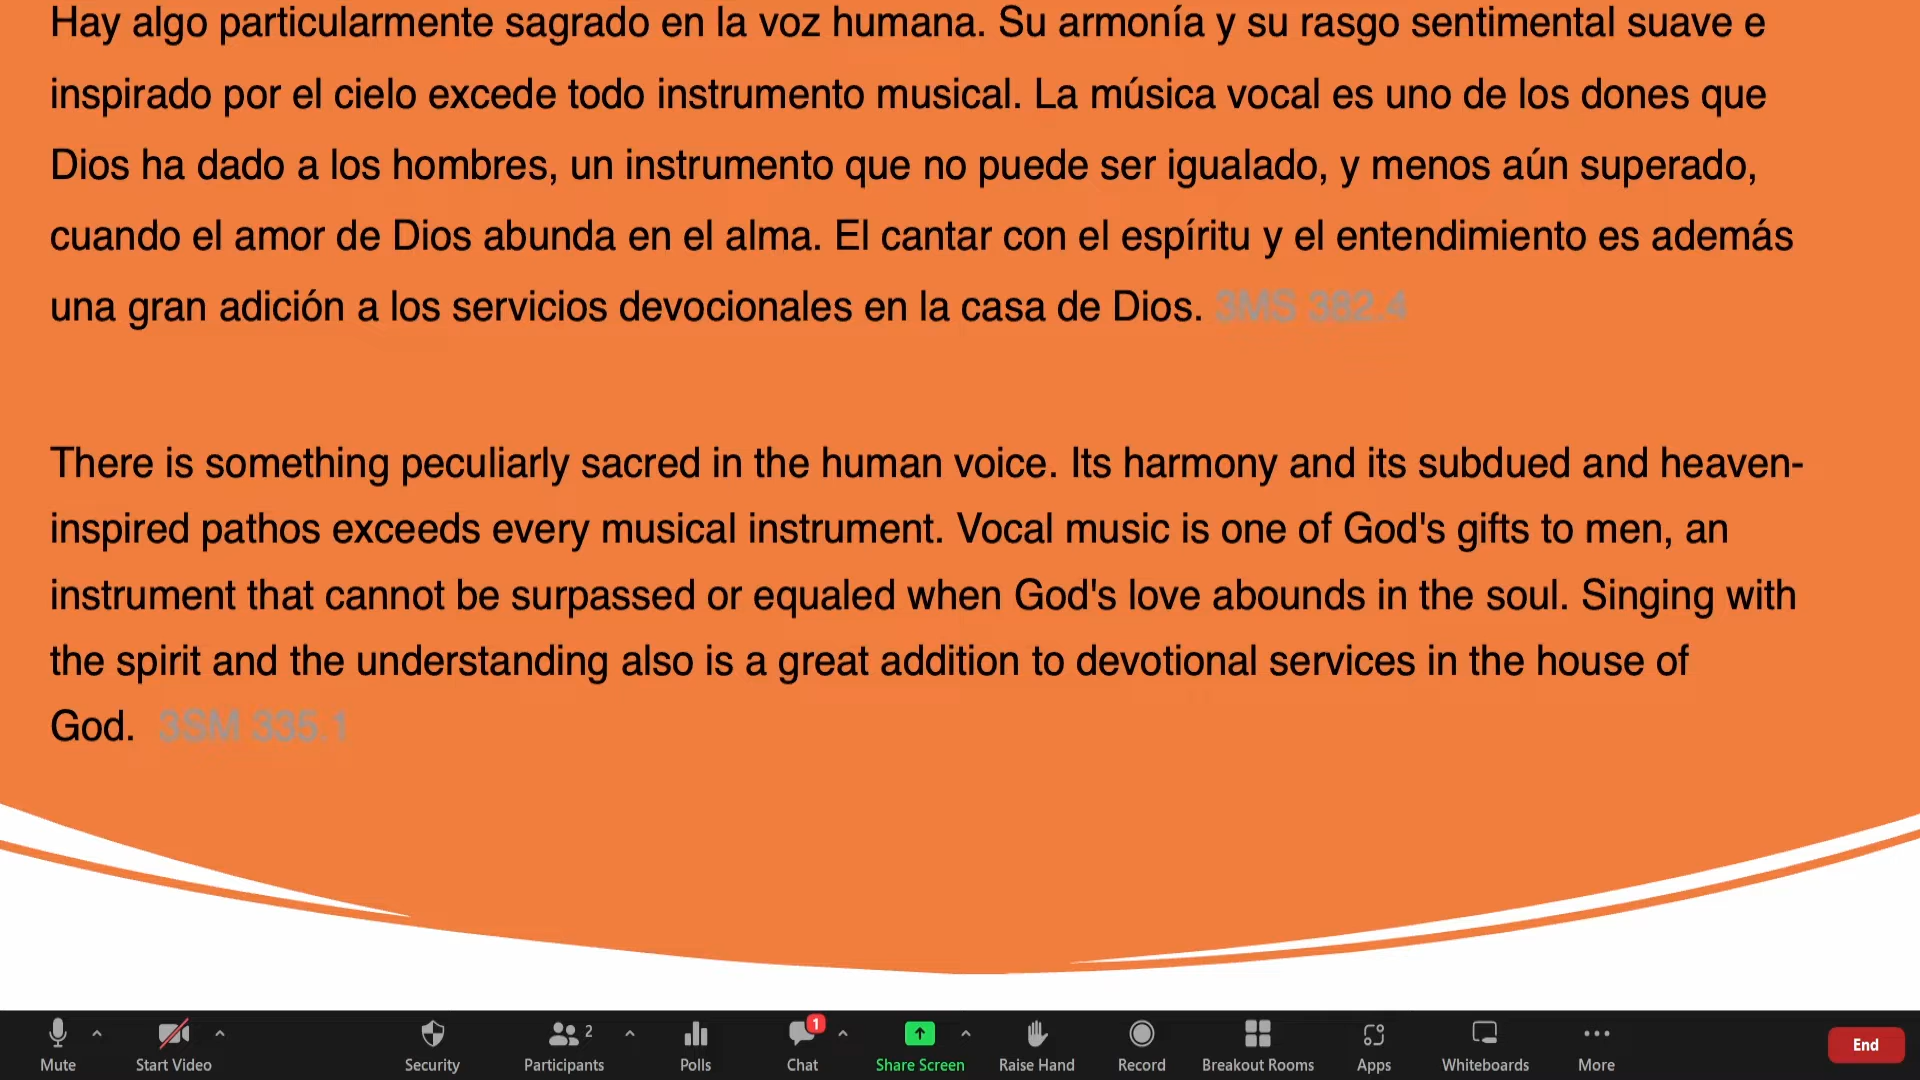 Hay algo particularmente sagrado en la voz humana. Su armonía y su rasgo sentimental suave e
inspirado por el cielo excede todo instrumento musical. La música vocal es uno de los dones que
Dios ha dado a los hombres, un instrumento que no puede ser igualado, y menos aún superado,
cuando el amor de Dios abunda en el alma. El cantar con el espíritu y el entendimiento es además
una gran adición a los servicios devocionales en la casa de Dios. 3MS 382.4
There is something peculiarly sacred in the human voice. Its harmony and its subdued and heaven-
inspired pathos exceeds every musical instrument. Vocal music is one of God's gifts to men, an
instrument that cannot be surpassed or equaled when God's love abounds in the soul. Singing with
the spirit and the understanding also is a great addition to devotional services in the house of
God. 3SM 335.1
2
1
Mute Start Video Security Participants Polls Chat Share Screen Raise Hand Record Breakout Rooms Apps Whiteboards More End